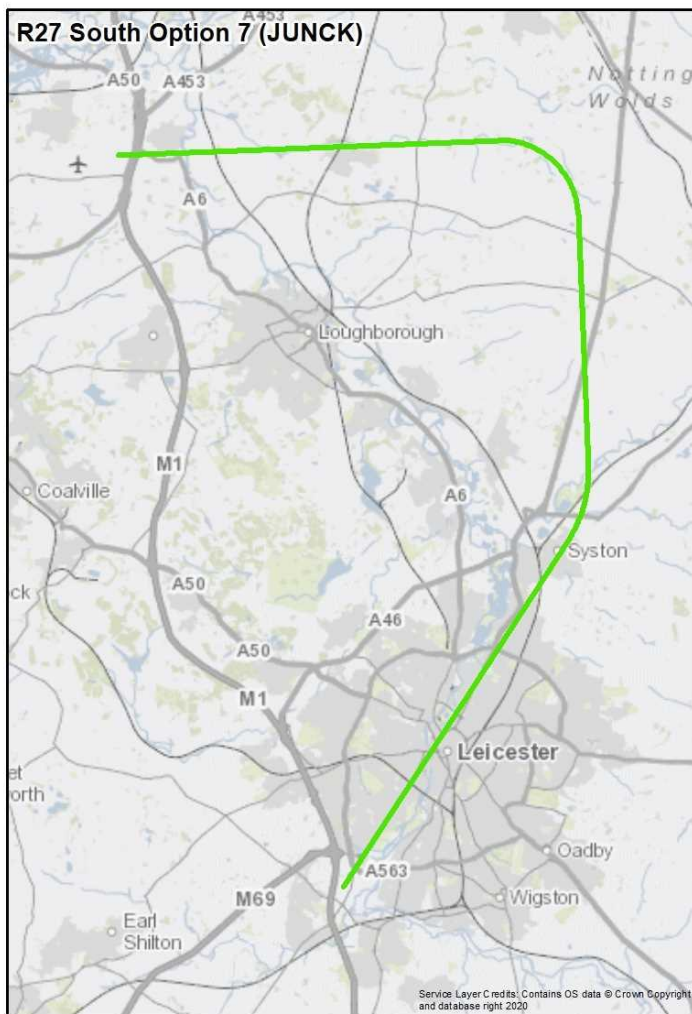 R27 South Option 7 (JUNCK)
A453
A50
A453
Notting
Wolds
A6
Loughborough
M1
Coalville
A6
Syston
A50
ck
A46
A50
M1
Leicester
et
orth
Oadby
A563
M69
Wigston
Earl
Shilton
Service Layer Credits: Contains OS data © Crown Copyright
and database right 2020